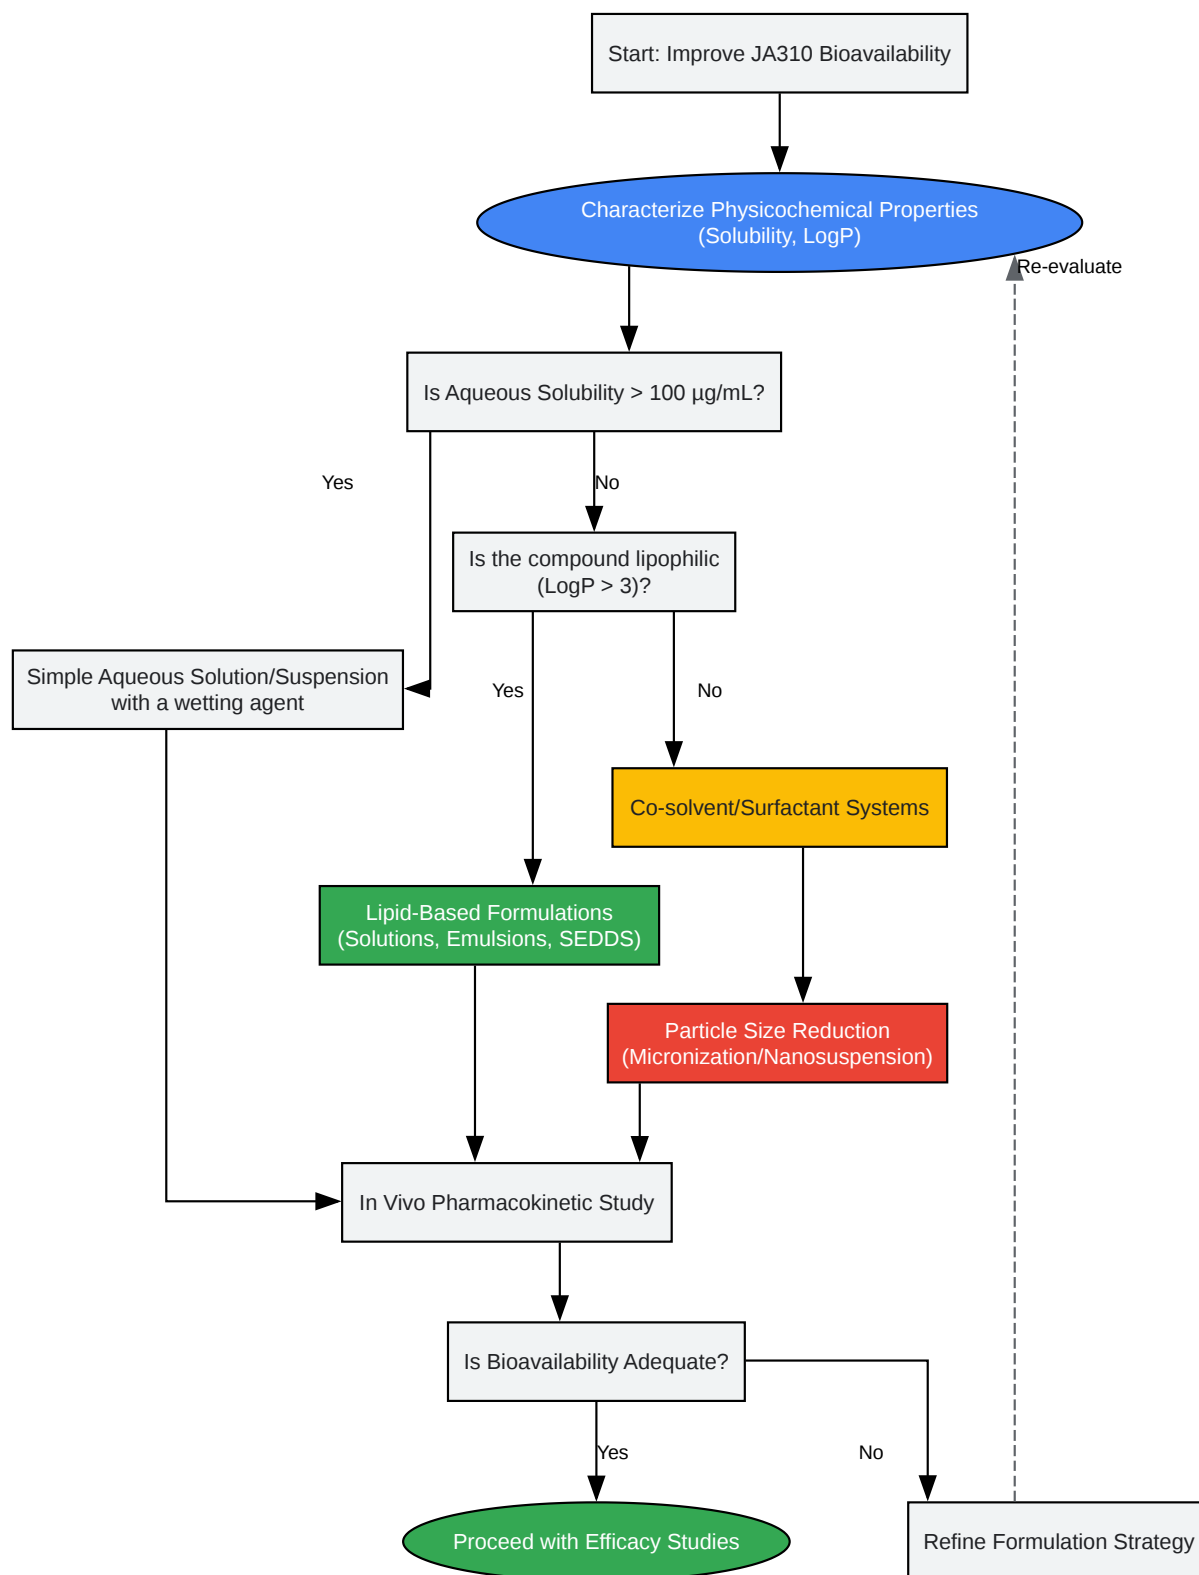 Start: Improve JA310 Bioavailability
Characterize Physicochemical Properties
(Solubility, LogP)
Re-evaluate
Is Aqueous Solubility > 100 µg/mL?
Yes
No
Is the compound lipophilic
(LogP > 3)?
Simple Aqueous Solution/Suspension
with a wetting agent
Yes
No
Co-solvent/Surfactant Systems
Lipid-Based Formulations
(Solutions, Emulsions, SEDDS)
Particle Size Reduction
(Micronization/Nanosuspension)
In Vivo Pharmacokinetic Study
Is Bioavailability Adequate?
Yes
No
Proceed with Efficacy Studies
Refine Formulation Strategy